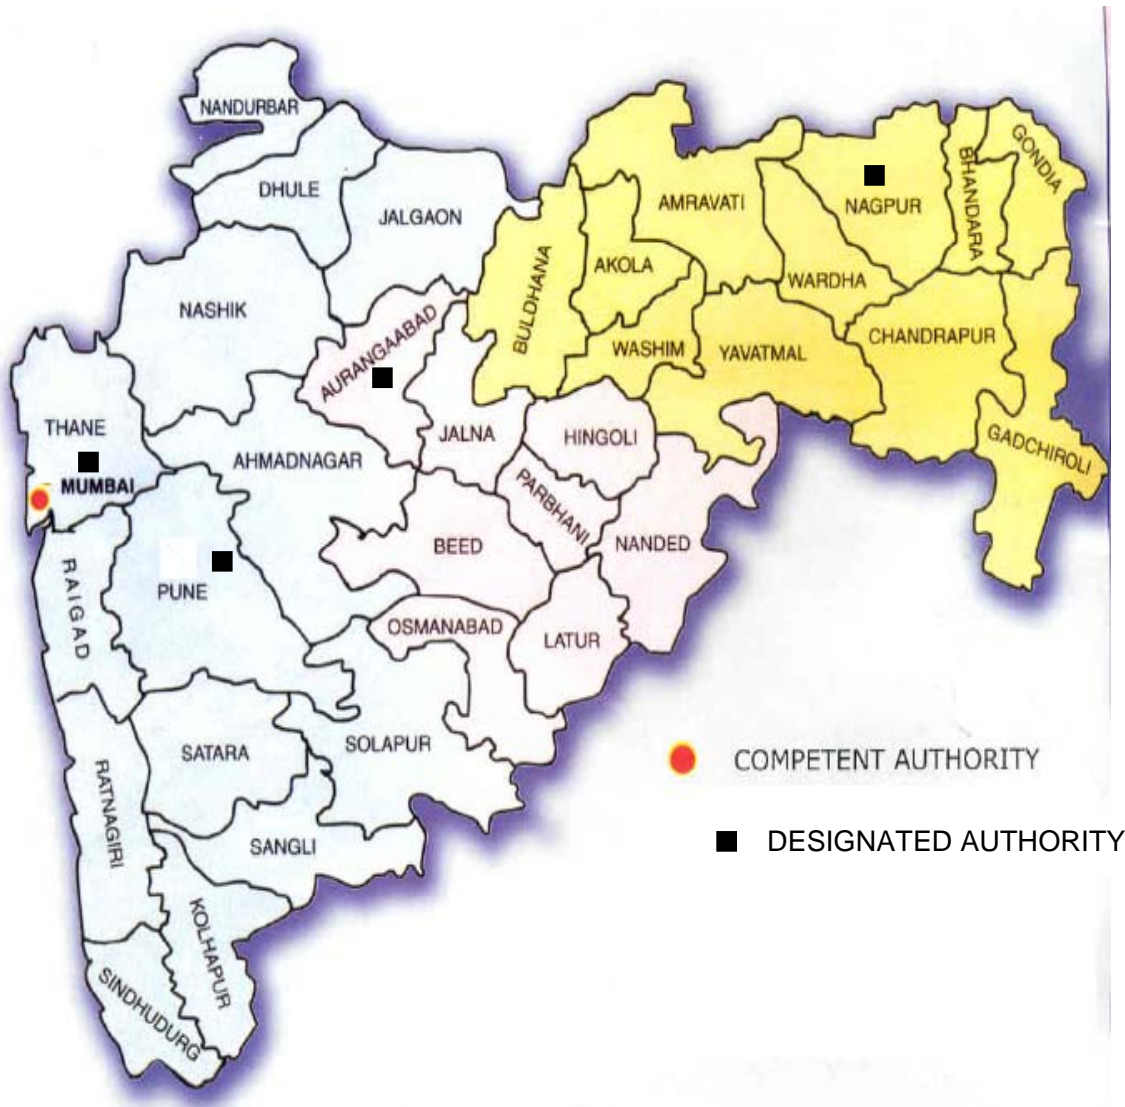 NANDURBAR
DHULE
JALGAON
NASHIK
BULDHANA
AKOLA
AMRAVATI
WARDHA
NAGPUR
BHANDARA
GONDIA
WASHIM
YAVATMAL
CHANDRAPUR
GADCHIROLI
AURANGAABAD
JALNA
HINGOLI
PARBHANI
NANDED
THANE
MUMBAI
AHMADNAGAR
BEED
RAIGAD
PUNE
OSMANABAD
LATUR
SATARA
SOLAPUR
RATNAGIRI
SANGLI
KOLHAPUR
SINDHUDURG
COMPETENT AUTHORITY
DESIGNATED AUTHORITY